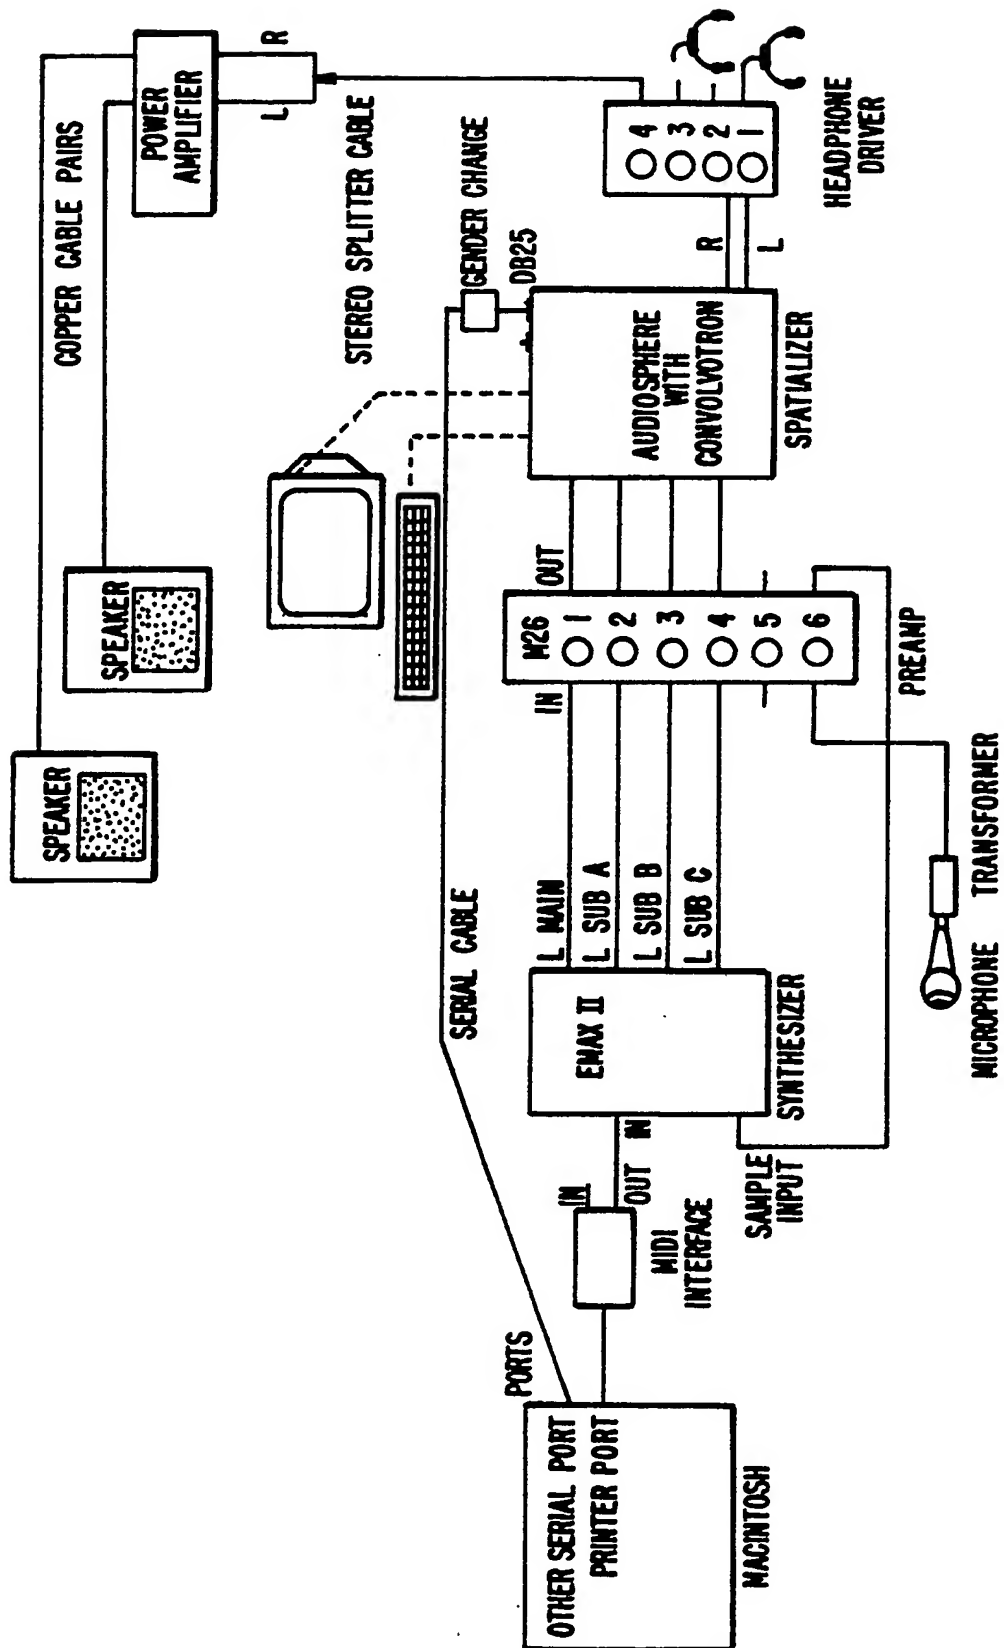 SPEAKER
SPEAKER
COPPER CABLE PAIRS
POWER
AMPLIFIER
L
R
STEREO SPLITTER CABLE
SERIAL CABLE
GENDER CHANGE
DB25
PORTS
OTHER SERIAL PORT
PRINTER PORT
MACINTOSH
IN
OUT
MIDI
INTERFACE
IN
EMAX II
SYNTHESIZER
SAMPLE
INPUT
L MAIN
L SUB A
L SUB B
L SUB C
IN
M26
OUT
1
2
3
4
5
6
PREAMP
MICROPHONE
TRANSFORMER
AUDIOSPHERE
WITH
CONVOLVOTRON
SPATIALIZER
R
L
4
3
2
1
HEADPHONE
DRIVER